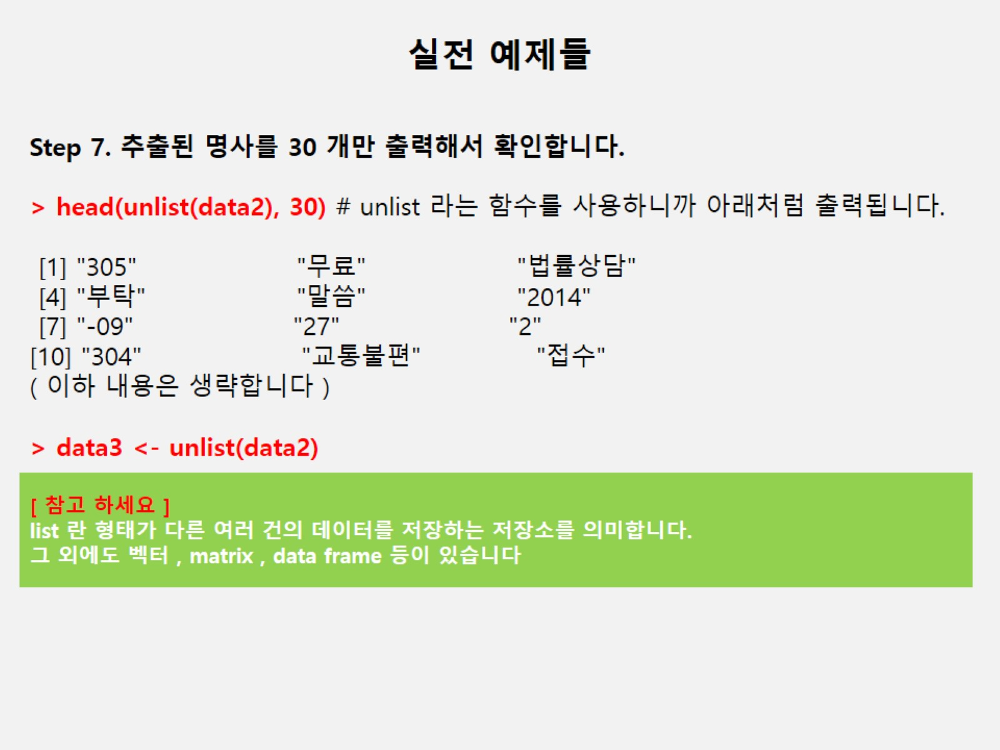 실전 예제들
Step 7. 추출된 명사를 30 개만 출력해서 확인합니다.
> head(unlist(data2), 30) # unlist 라는 함수를 사용하니까 아래처럼 출력됩니다.
[1] "305" "무료" "법률상담"
[4] "부탁" "말씀" "2014"
[7] "-09" "27" "2"
[10] "304" "교통불편" "접수"
( 이하 내용은 생략합니다 )
> data3 <- unlist(data2)
[ 참고 하세요 ]
list 란 형태가 다른 여러 건의 데이터를 저장하는 저장소를 의미합니다.
그 외에도 벡터 , matrix , data frame 등이 있습니다